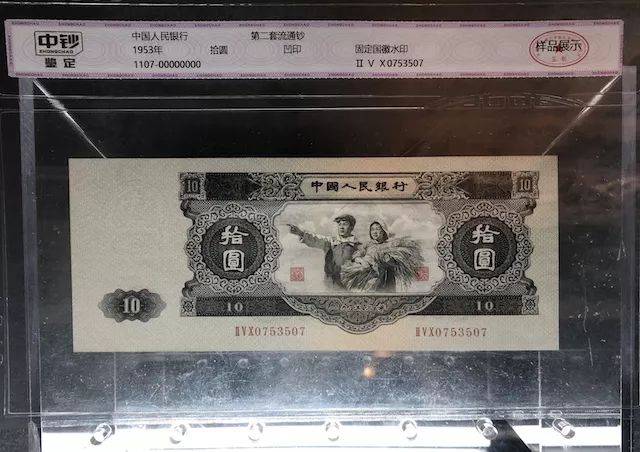 中钞
ZHONGCHAO
鉴定
中国人民银行 第二套流通钞
1953年 拾圆 凹印 固定国徽水印
1107-00000000 II V X0753507
样品展示
中國人民銀行
10 10
拾圓 拾圓
10
10 10
IIVX0753507 IIVX0753507